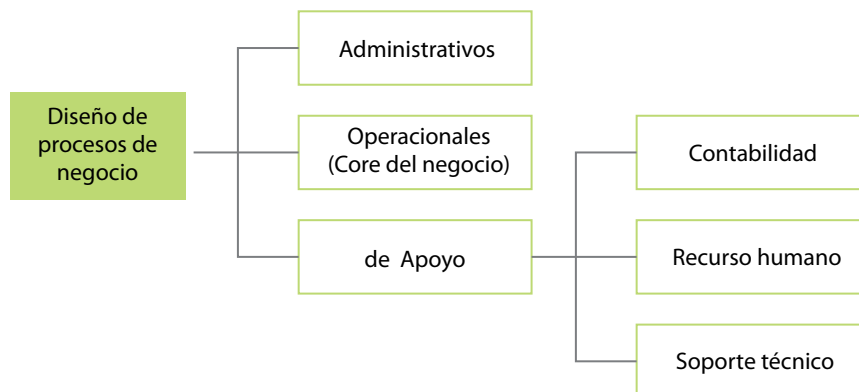 Diseño de
procesos de
negocio
Administrativos
Operacionales
(Core del negocio)
de Apoyo
Contabilidad
Recurso humano
Soporte técnico